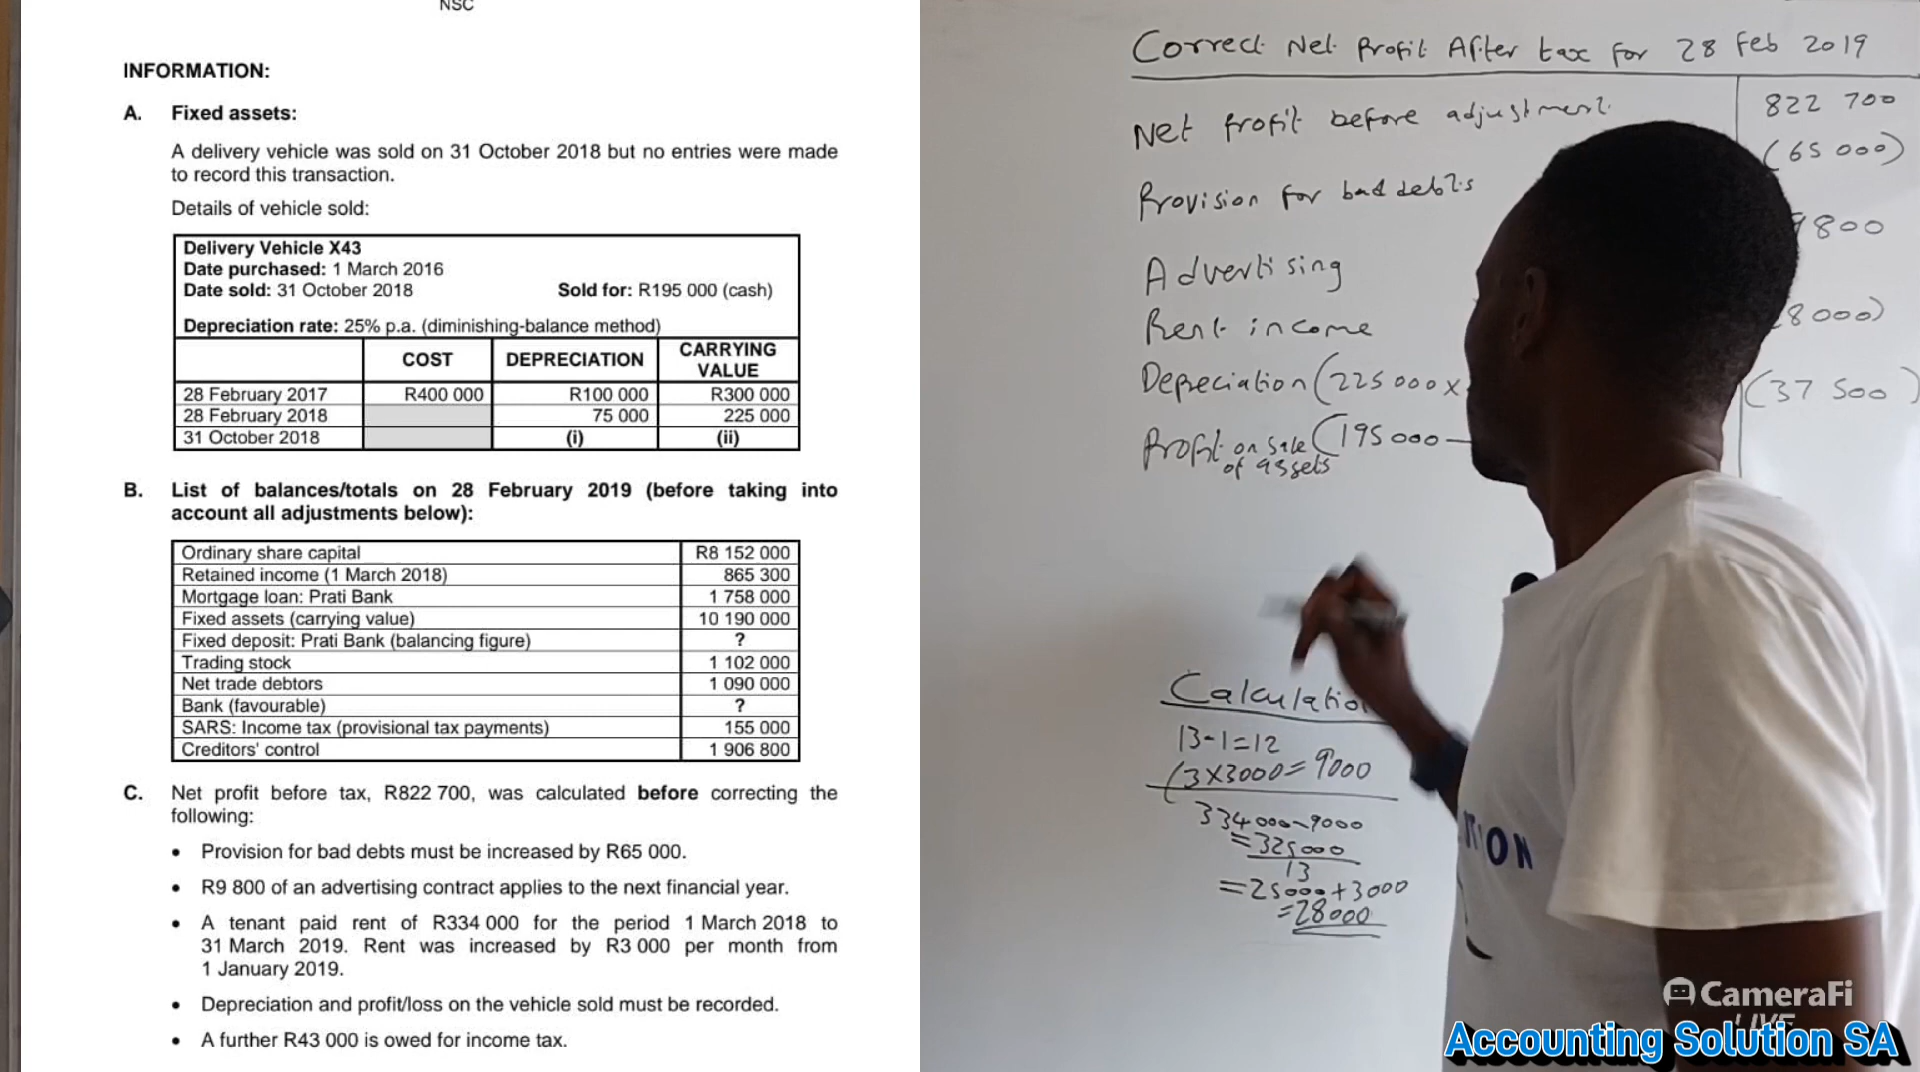 NSC
INFORMATION:
A. Fixed assets:
A delivery vehicle was sold on 31 October 2018 but no entries were made
to record this transaction.
Details of vehicle sold:
Delivery Vehicle X43
Date purchased: 1 March 2016
Date sold: 31 October 2018 Sold for: R195 000 (cash)
Depreciation rate: 25% p.a. (diminishing-balance method)
COST DEPRECIATION CARRYING VALUE
28 February 2017 R400 000 R100 000 R300 000
28 February 2018 75 000 225 000
31 October 2018 (i) (ii)
B. List of balances/totals on 28 February 2019 (before taking into
account all adjustments below):
Ordinary share capital R8 152 000
Retained income (1 March 2018) 865 300
Mortgage loan: Prati Bank 1 758 000
Fixed assets (carrying value) 10 190 000
Fixed deposit: Prati Bank (balancing figure) ?
Trading stock 1 102 000
Net trade debtors 1 090 000
Bank (favourable) ?
SARS: Income tax (provisional tax payments) 155 000
Creditors' control 1 906 800
C. Net profit before tax, R822 700, was calculated before correcting the
following:
• Provision for bad debts must be increased by R65 000.
• R9 800 of an advertising contract applies to the next financial year.
• A tenant paid rent of R334 000 for the period 1 March 2018 to
31 March 2019. Rent was increased by R3 000 per month from
1 January 2019.
• Depreciation and profit/loss on the vehicle sold must be recorded.
• A further R43 000 is owed for income tax.
Correct Net Profit After tax for 28 Feb 2019
Net Profit before adjustment 822 700
(65 000)
Provision for bad debts
9800
Advertising
Rent income 8000)
Depreciation (225 000 x (37 500)
Profit on sale (195 000 —
of assets
Calculation
13-1=12
(3X3000=9000
334000-9000
=325000
13
=25000+3000
=28000
TION
CameraFi
LIVE
Accounting Solution SA